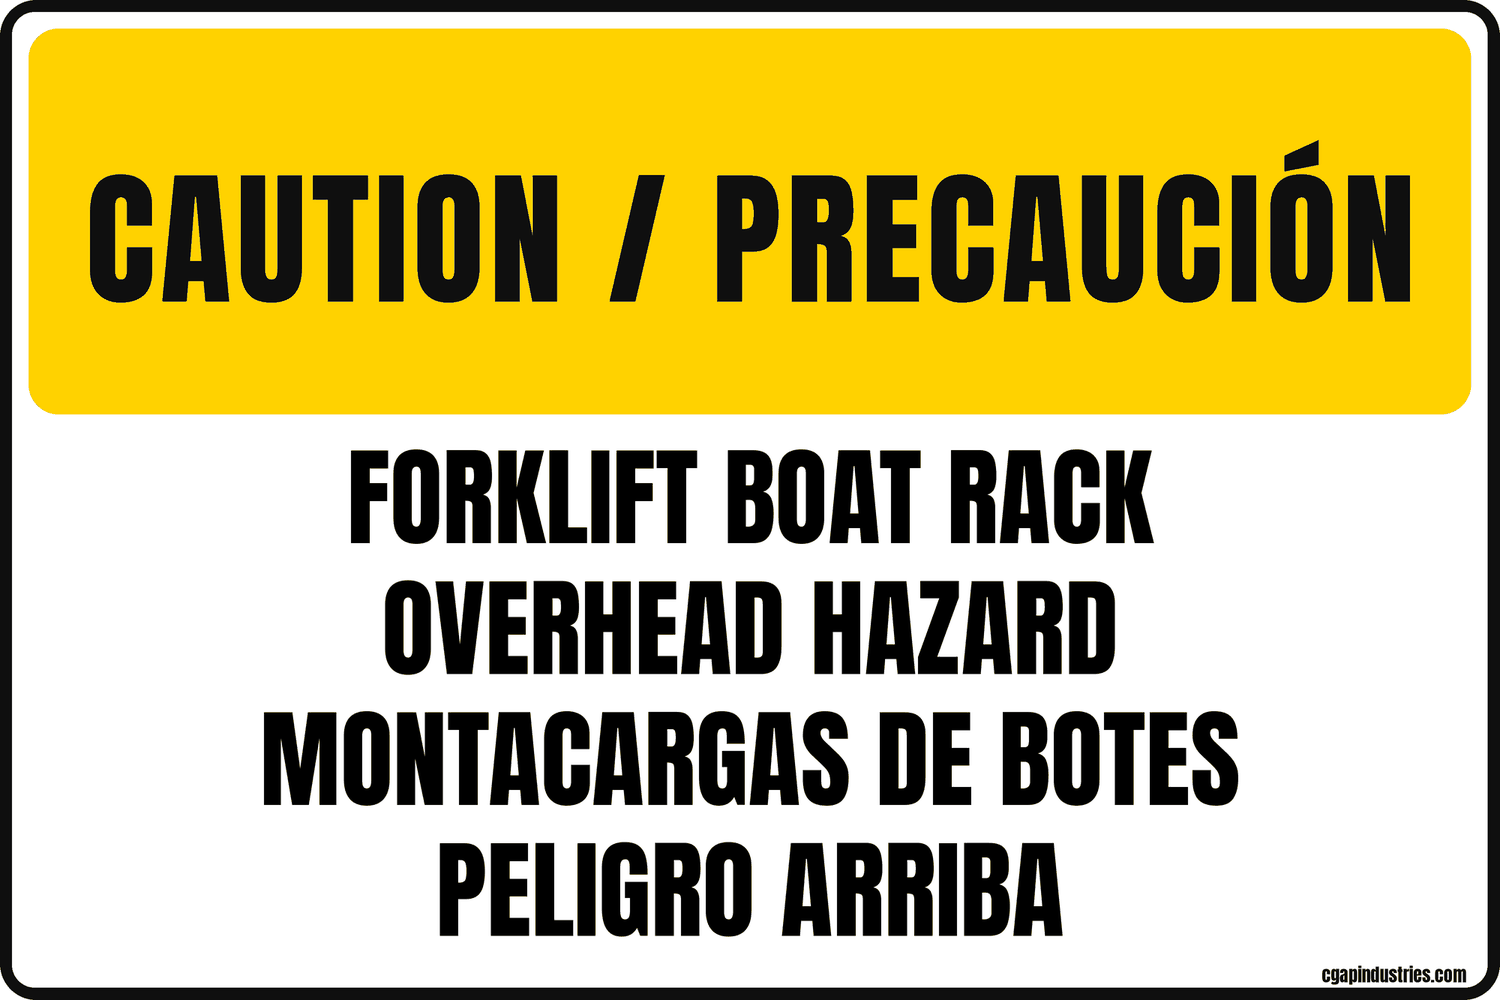 CAUTION / PRECAUCIÓN
FORKLIFT BOAT RACK
OVERHEAD HAZARD
MONTACARGAS DE BOTES
PELIGRO ARRIBA
cgapindustries.com